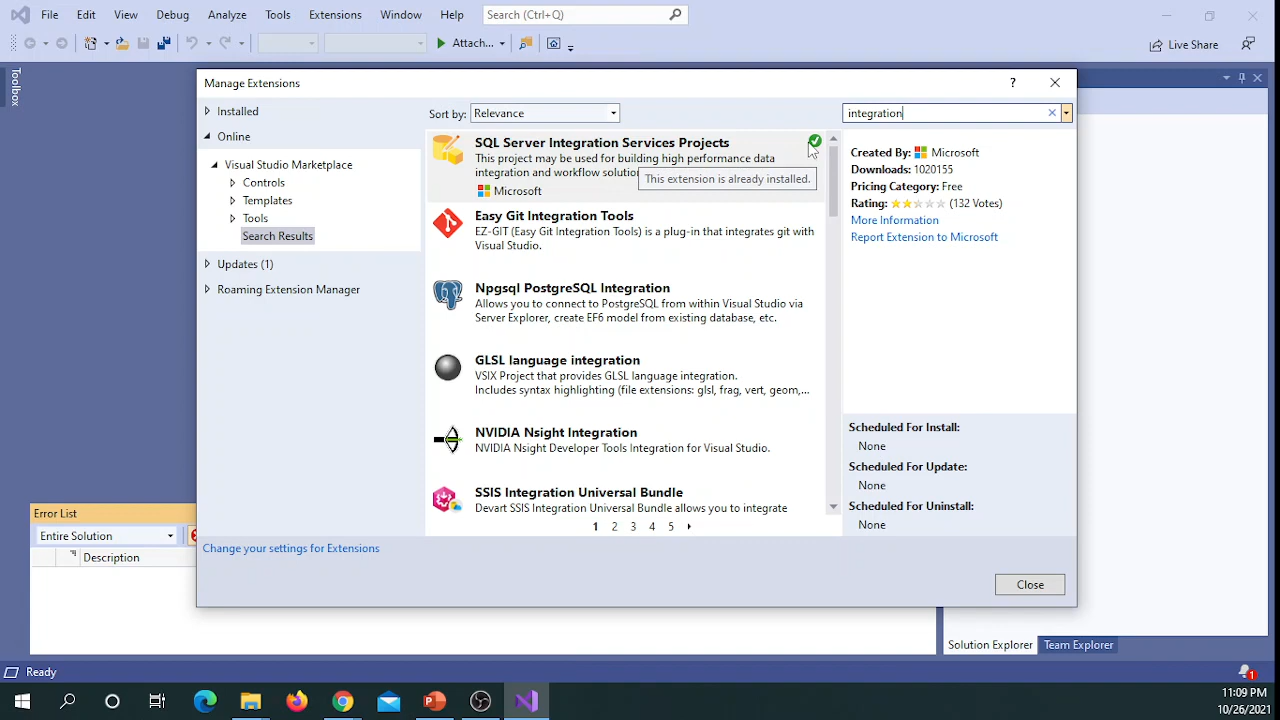 File Edit View Debug Analyze Tools Extensions Window Help Search (Ctrl+Q)
Attach...
Live Share
Toolbox
Manage Extensions
?
Installed
Online
Visual Studio Marketplace
Controls
Templates
Tools
Search Results
Updates (1)
Roaming Extension Manager
Sort by: Relevance
integration
SQL Server Integration Services Projects
This project may be used for building high performance data
integration and workflow
This extension is already installed.
Microsoft
Easy Git Integration Tools
EZ-GIT (Easy Git Integration Tools) is a plug-in that integrates git with
Visual Studio.
Npgsql PostgreSQL Integration
Allows you to connect to PostgreSQL from within Visual Studio via
Server Explorer, create EF6 model from existing database, etc.
GLSL language integration
VSIX Project that provides GLSL language integration.
Includes syntax highlighting (file extensions: glsl, frag, vert, geom,...
NVIDIA Nsight Integration
NVIDIA Nsight Developer Tools Integration for Visual Studio.
SSIS Integration Universal Bundle
Devart SSIS Integration Universal Bundle allows you to integrate
1 2 3 4 5
Created By: Microsoft
Downloads: 1020155
Pricing Category: Free
Rating: (132 Votes)
More Information
Report Extension to Microsoft
Scheduled For Install:
None
Scheduled For Update:
None
Scheduled For Uninstall:
None
Change your settings for Extensions
Close
Error List
Entire Solution
Description
Solution Explorer Team Explorer
Ready
1
11:09 PM
10/26/2021